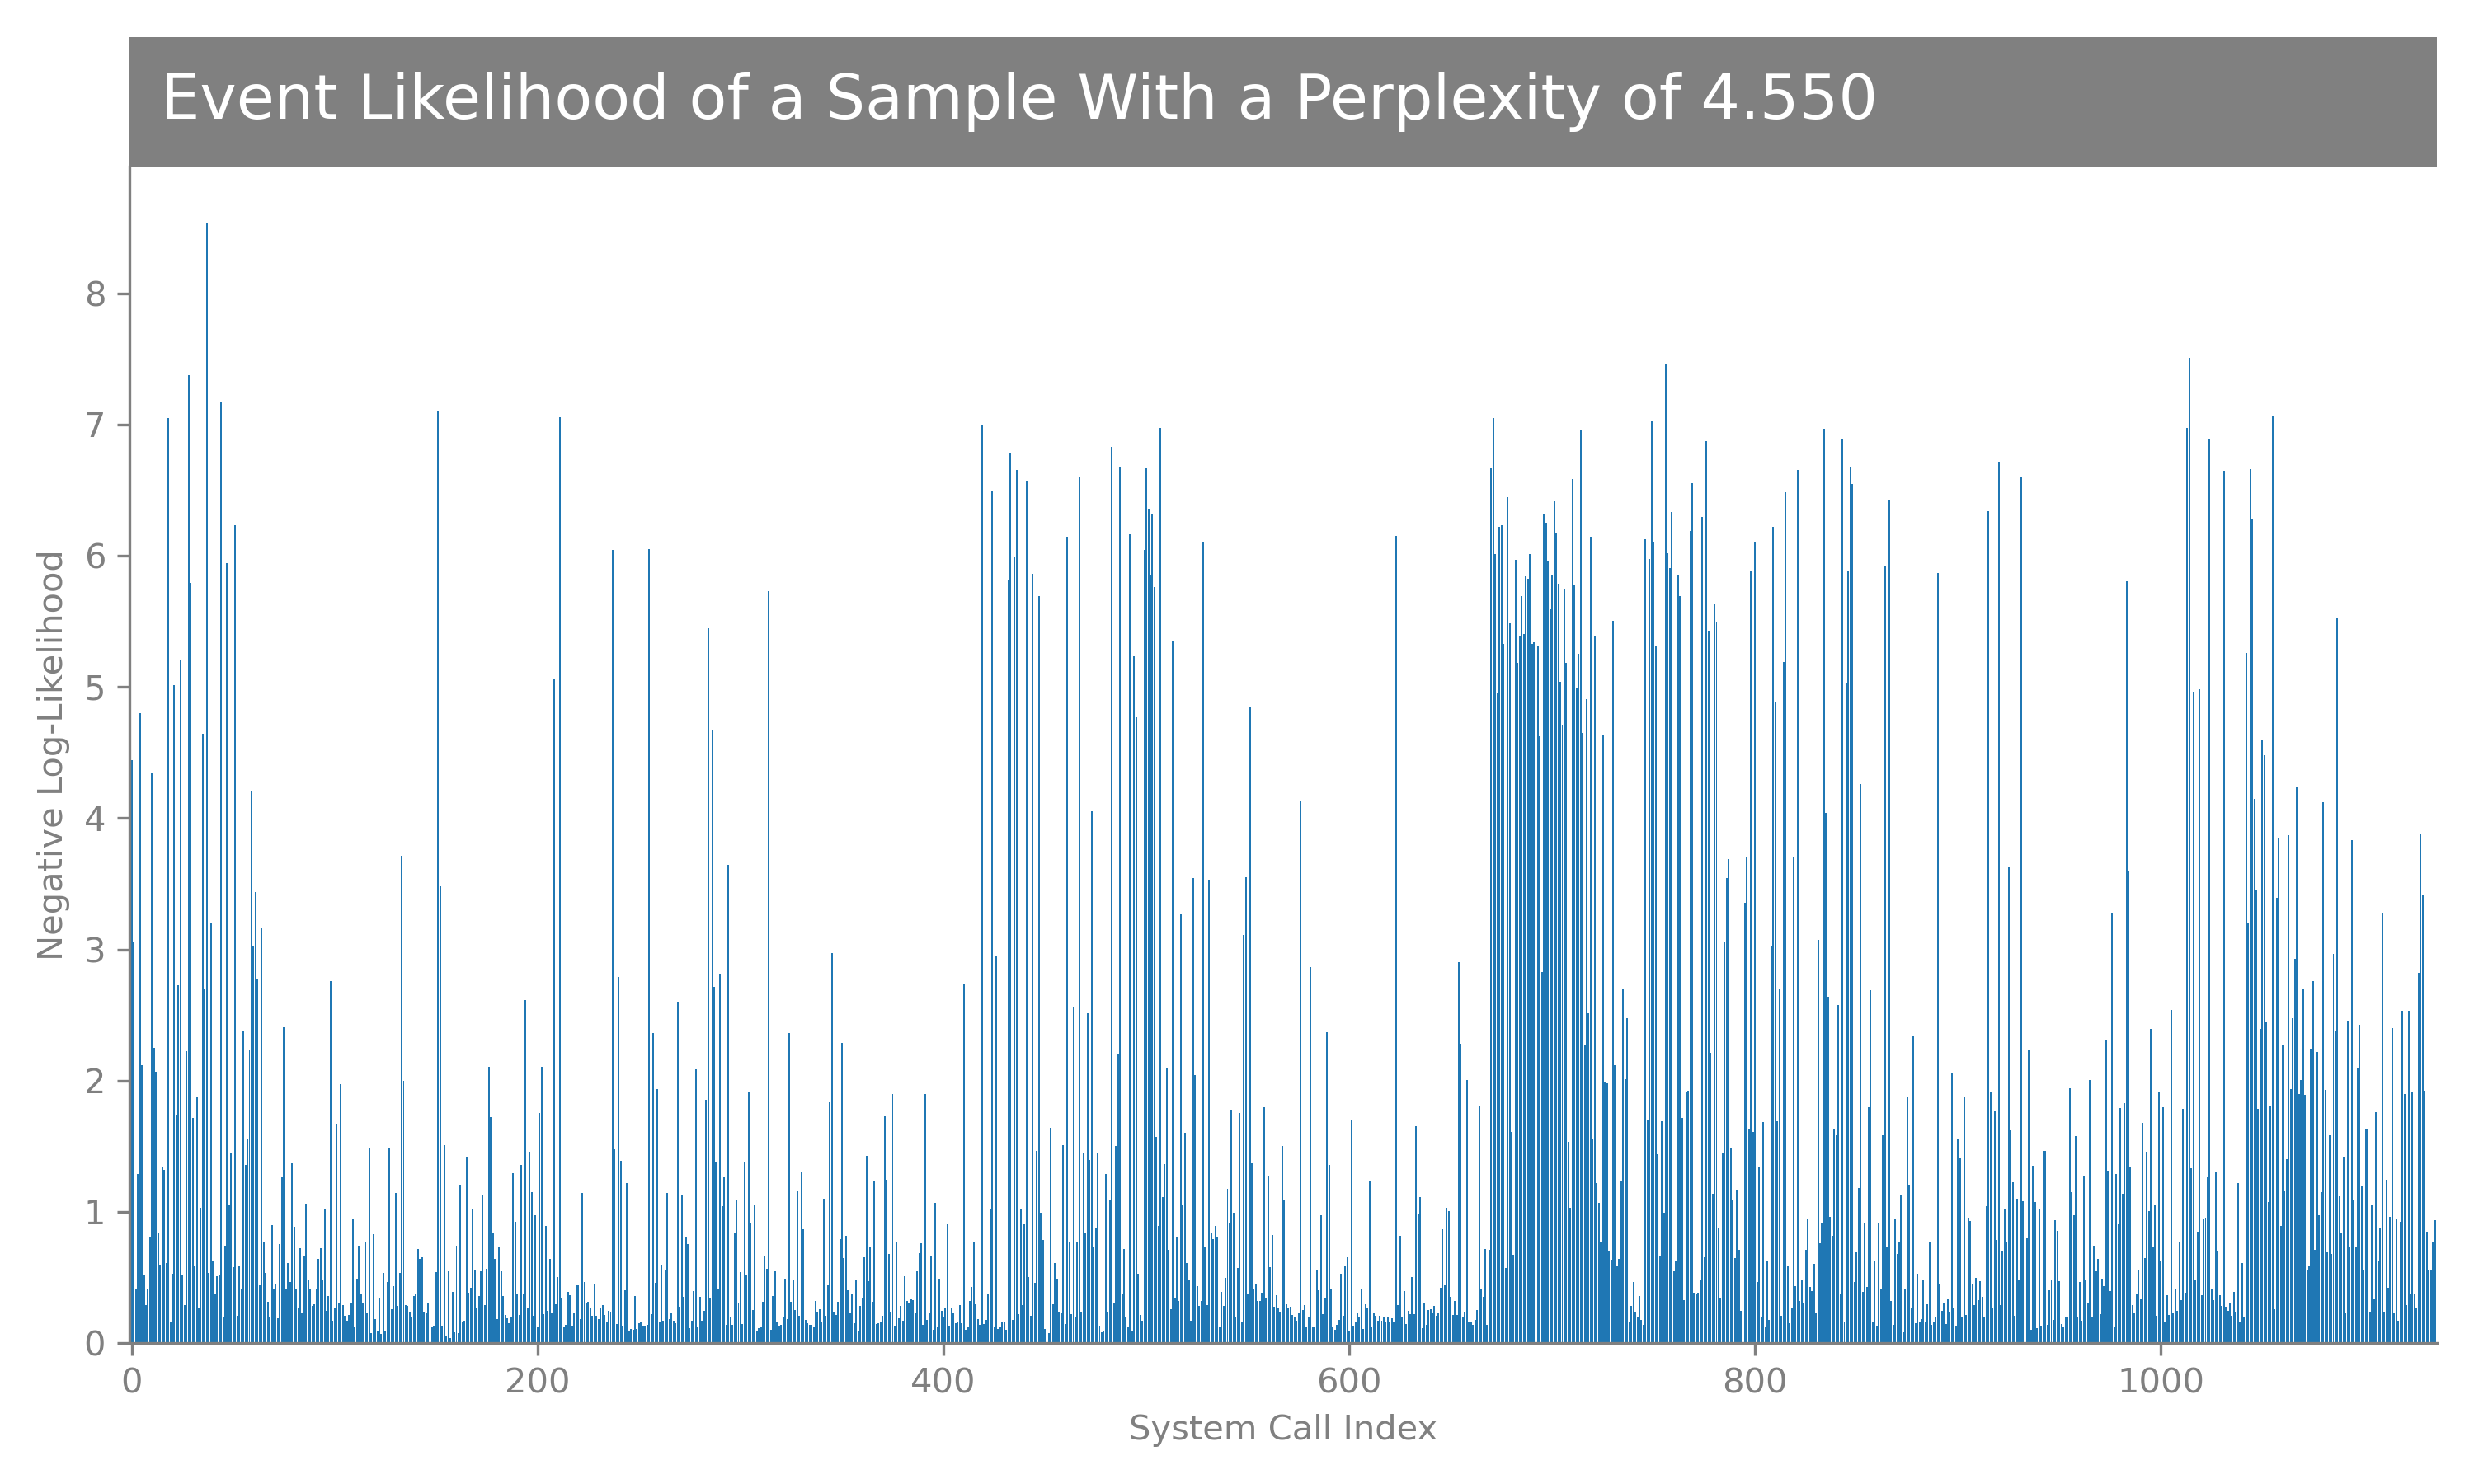 Event Likelihood of a Sample With a Perplexity of 4.550
Negative Log-Likelihood
8
7
6
5
4
3
2
1
0
0 200 400 600 800 1000
System Call Index